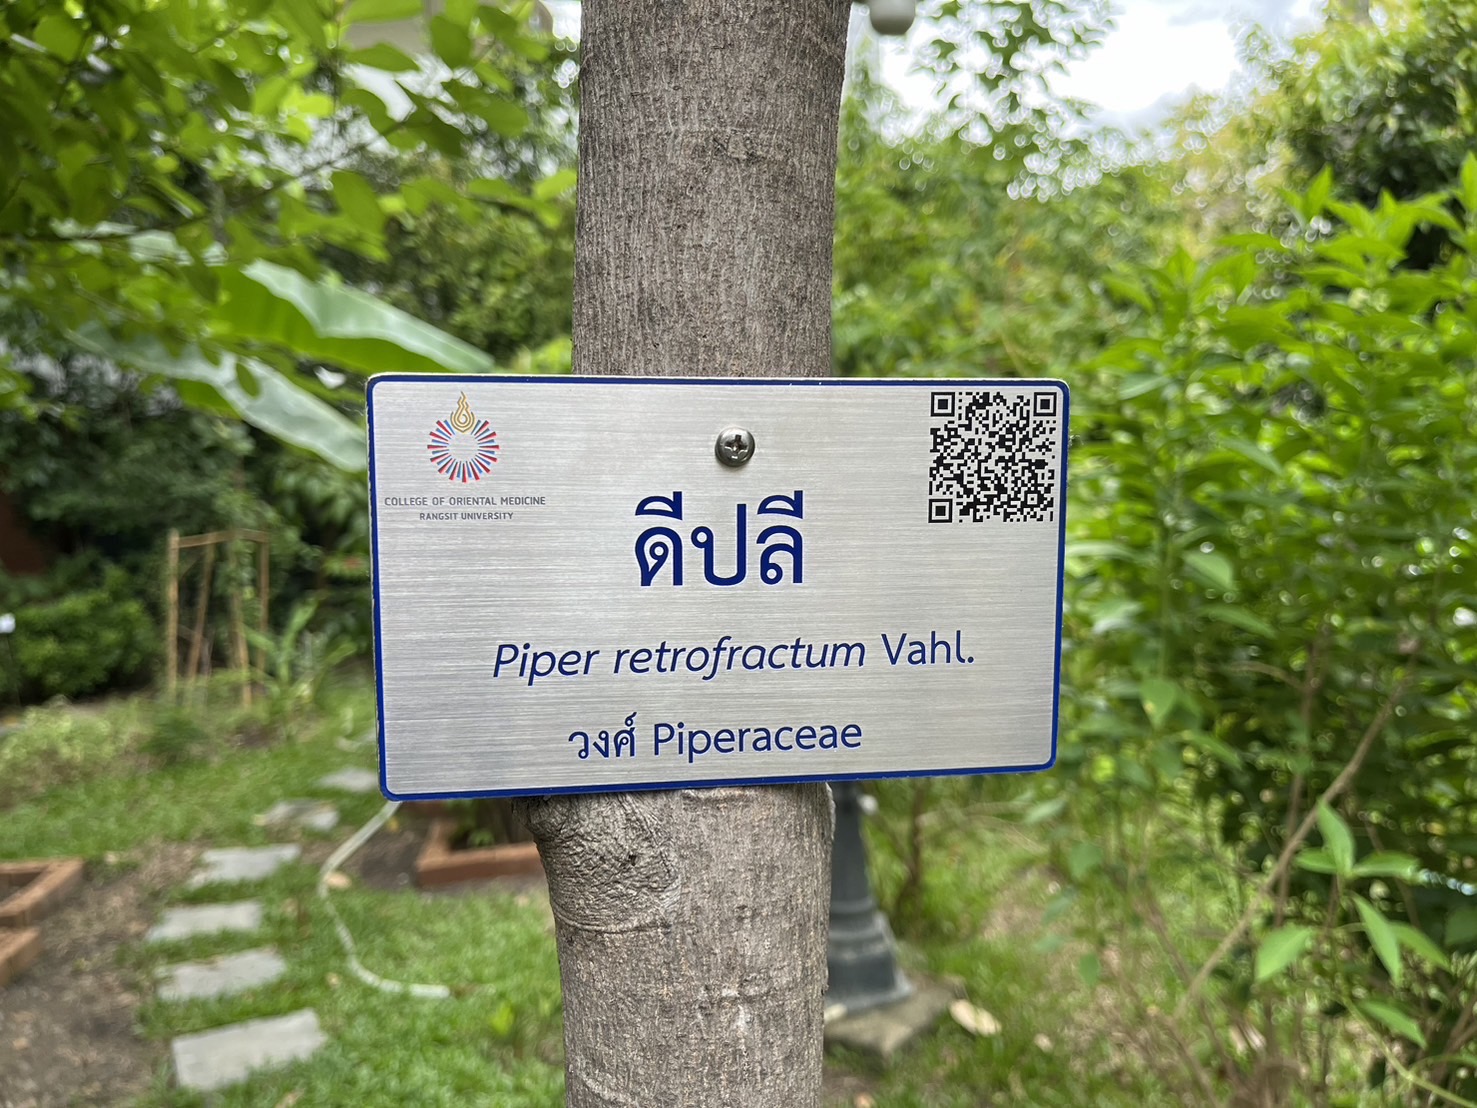 COLLEGE OF ORIENTAL MEDICINE
RANGSIT UNIVERSITY
ดีปลี
Piper retrofractum Vahl.
วงศ์ Piperaceae